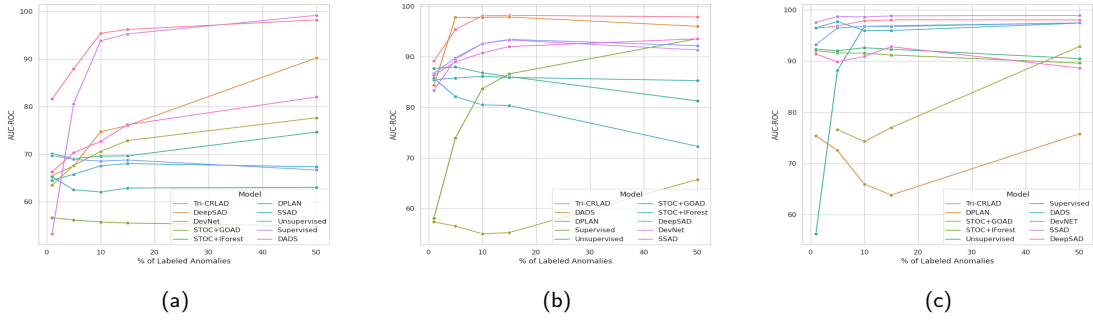 100
90
80
70
60
AUC-ROC
0
10
20
30
40
50
% of Labeled Anomalies
Model
Tri-CRLAD
DeepSAD
DevNet
STOC+GOAD
STOC+IForest
DPLAN
SSAD
Unsupervised
Supervised
DADS
(a)
100
90
80
70
60
AUC-ROC
0
10
20
30
40
50
% of Labeled Anomalies
Model
Tri-CRLAD
DADS
DPLAN
Supervised
Unsupervised
STOC+GOAD
STOC+IForest
DeepSAD
DevNet
SSAD
(b)
100
90
80
70
60
AUC-ROC
0
10
20
30
40
50
% of Labeled Anomalies
Model
Tri-CRLAD
DPLAN
STOC+GOAD
STOC+IForest
Unsupervised
Supervised
DADS
DevNET
SSAD
DeepSAD
(c)